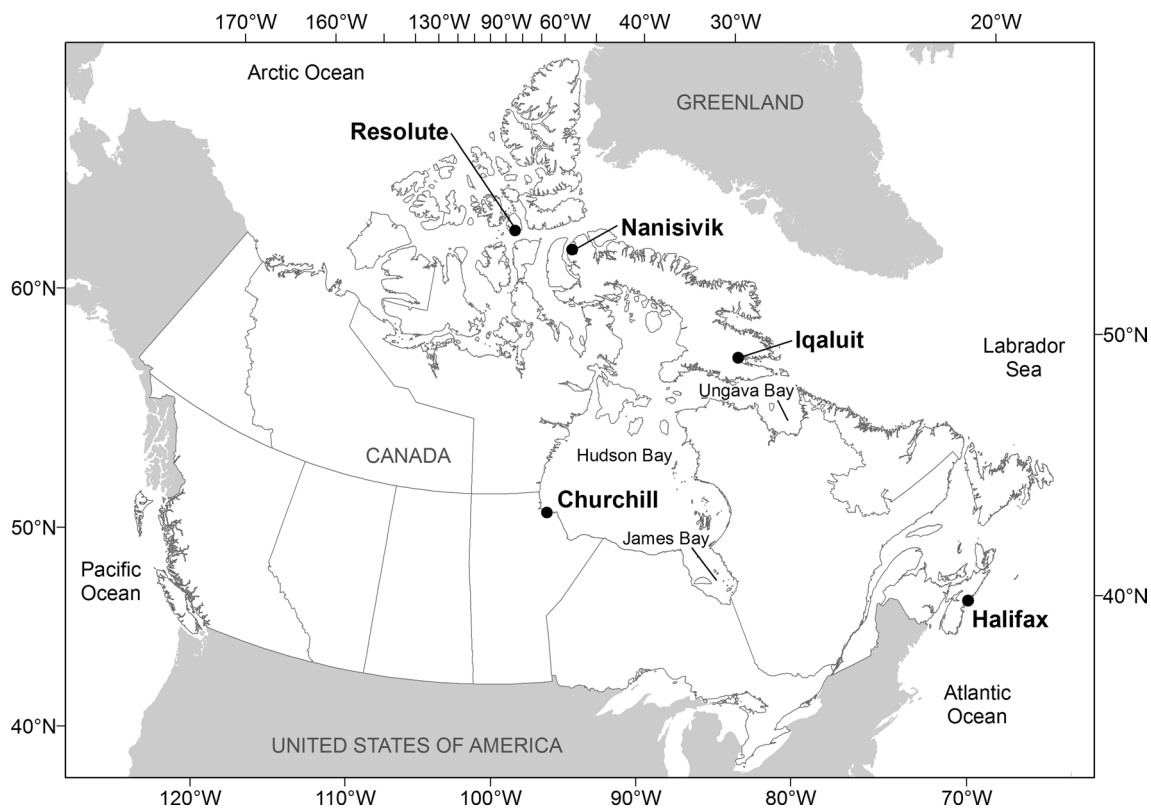 170°W 160°W 130°W 90°W 60°W 40°W 30°W 20°W
Arctic Ocean
GREENLAND
Resolute
Nanisivik
60°N
Iqaluit
50°N
Labrador
Sea
Ungava Bay
CANADA
Hudson Bay
Churchill
50°N
James Bay
Pacific
Ocean
40°N
Halifax
Atlantic
Ocean
40°N
UNITED STATES OF AMERICA
120°W 110°W 100°W 90°W 80°W 70°W